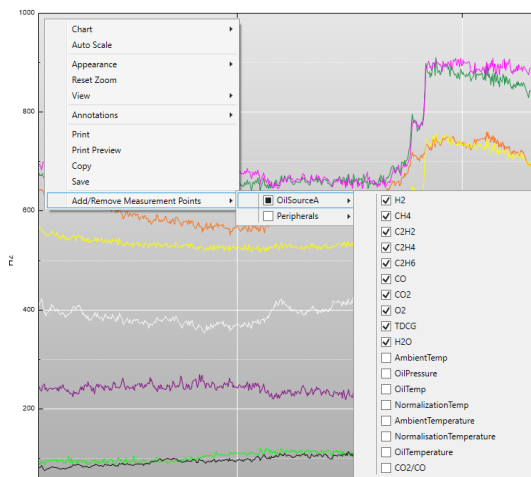 1000
800
600
400
200
H2
Chart
Auto Scale
Appearance
Reset Zoom
View
Annotations
Print
Print Preview
Copy
Save
Add/Remove Measurement Points
OilSourceA
Peripherals
H2
CH4
C2H2
C2H4
C2H6
CO
CO2
O2
TDCG
H2O
AmbientTemp
OilPressure
OilTemp
NormalizationTemp
AmbientTemperature
NormalisationTemperature
OilTemperature
CO2/CO